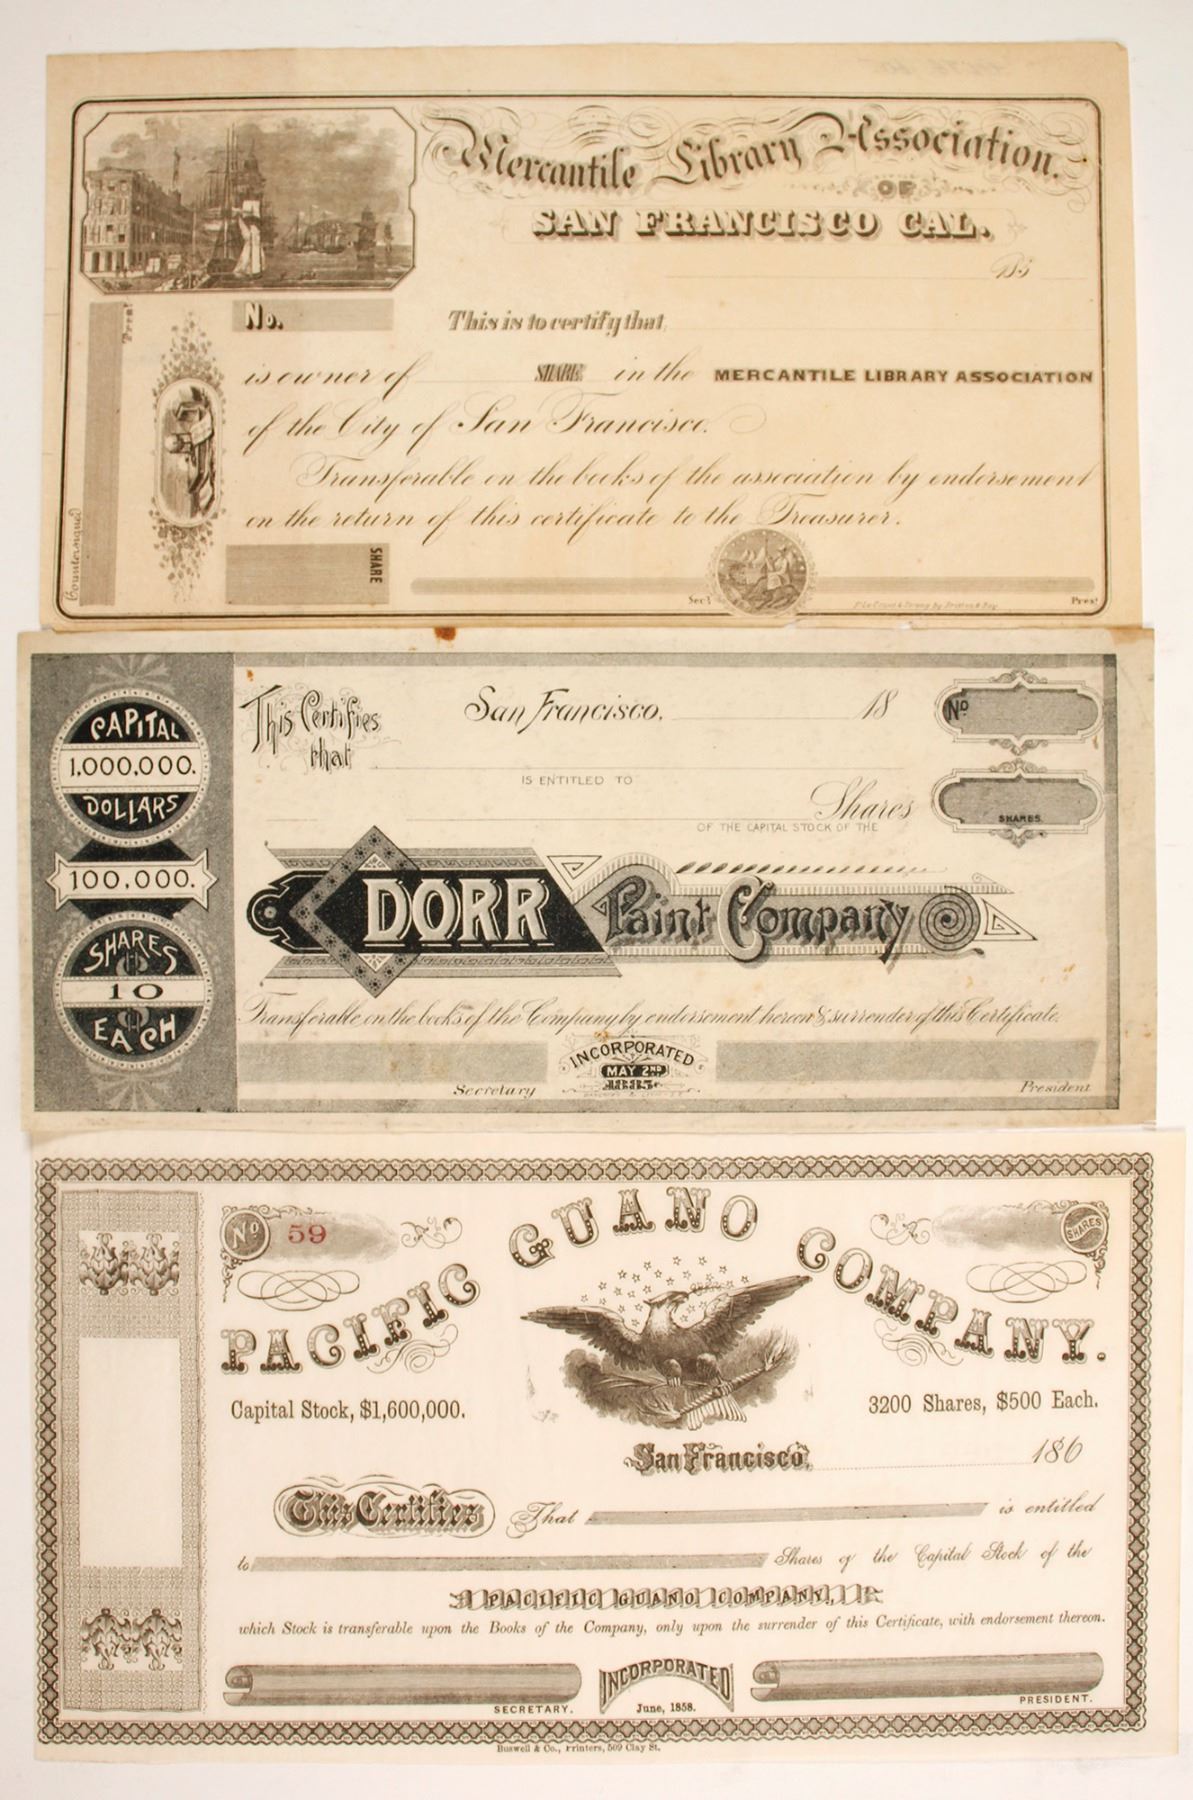 Mercantile Library Association.
OF
SAN FRANCISCO CAL.
185
No.
This is to certify that
is owner of SHARE in the MERCANTILE LIBRARY ASSOCIATION
of the City of San Francisco.
Transferable on the books of the association by endorsement
on the return of this certificate to the Treasurer.
Countersigned
Treas
SHARE
Secy
Prest
CAPITAL
1,000,000.
DOLLARS
100,000.
SHARES
$
10
$
EACH
This Certifies
that
San Francisco, 18
No
IS ENTITLED TO
Shares
OF THE CAPITAL STOCK OF THE
SHARES
DORR Paint Company
Transferable on the books of the Company by endorsement hereon & surrender of this Certificate.
INCORPORATED
MAY 2ND
1885
Secretary
President
No 59
SHARES
PACIFIC GUANO COMPANY.
Capital Stock, $1,600,000.
3200 Shares, $500 Each.
San Francisco, 186
This Certifies That is entitled
to Shares of the Capital Stock of the
PACIFIC GUANO COMPANY,
which Stock is transferable upon the Books of the Company, only upon the surrender of this Certificate, with endorsement thereon.
INCORPORATED
June, 1858.
SECRETARY.
PRESIDENT.
Buswell & Co., Printers, 509 Clay St.